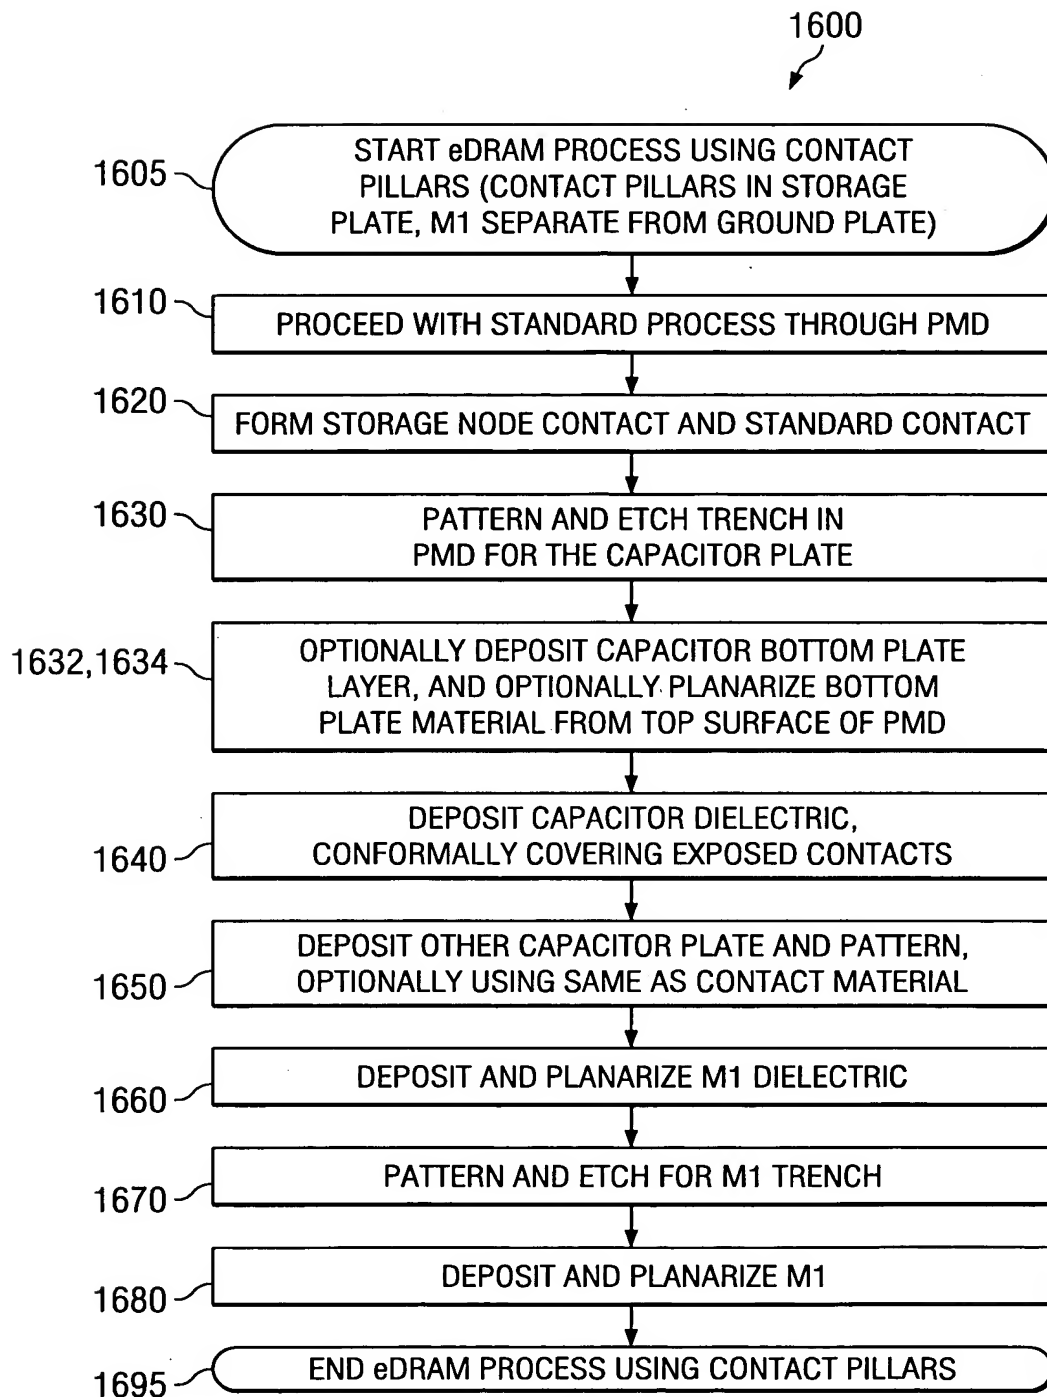 1600
1605
START eDRAM PROCESS USING CONTACT
PILLARS (CONTACT PILLARS IN STORAGE
PLATE, M1 SEPARATE FROM GROUND PLATE)
1610
PROCEED WITH STANDARD PROCESS THROUGH PMD
1620
FORM STORAGE NODE CONTACT AND STANDARD CONTACT
1630
PATTERN AND ETCH TRENCH IN
PMD FOR THE CAPACITOR PLATE
1632,1634
OPTIONALLY DEPOSIT CAPACITOR BOTTOM PLATE
LAYER, AND OPTIONALLY PLANARIZE BOTTOM
PLATE MATERIAL FROM TOP SURFACE OF PMD
1640
DEPOSIT CAPACITOR DIELECTRIC,
CONFORMALLY COVERING EXPOSED CONTACTS
1650
DEPOSIT OTHER CAPACITOR PLATE AND PATTERN,
OPTIONALLY USING SAME AS CONTACT MATERIAL
1660
DEPOSIT AND PLANARIZE M1 DIELECTRIC
1670
PATTERN AND ETCH FOR M1 TRENCH
1680
DEPOSIT AND PLANARIZE M1
1695
END eDRAM PROCESS USING CONTACT PILLARS